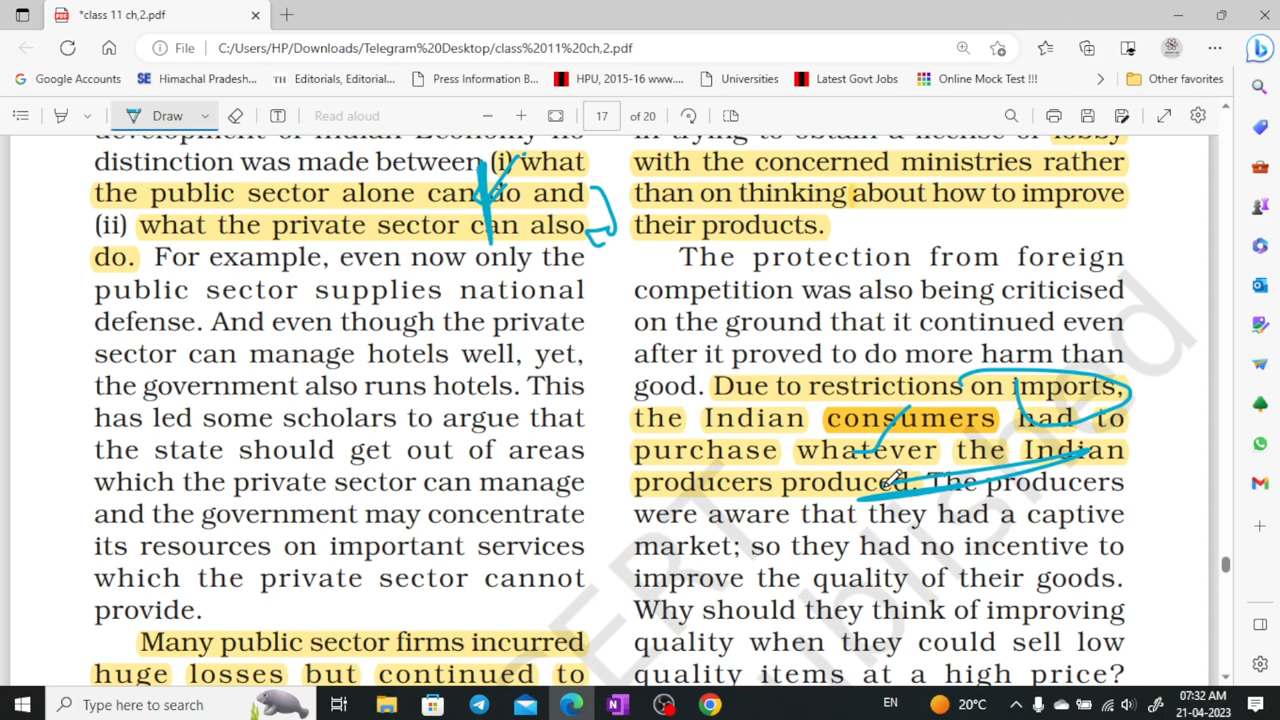 *class 11 ch,2.pdf
File
C:/Users/HP/Downloads/Telegram%20Desktop/class%2011%20ch,2.pdf
Google Accounts
SE Himachal Pradesh...
TH Editorials, Editorial...
Press Information B...
HPU, 2015-16 www....
Universities
Latest Govt Jobs
Online Mock Test !!!
Other favorites
Draw
Read aloud
17 of 20
distinction was made between (i) what
the public sector alone can do and
(ii) what the private sector can also
do. For example, even now only the
public sector supplies national
defense. And even though the private
sector can manage hotels well, yet,
the government also runs hotels. This
has led some scholars to argue that
the state should get out of areas
which the private sector can manage
and the government may concentrate
its resources on important services
which the private sector cannot
provide.
Many public sector firms incurred
huge losses but continued to
in trying to obtain a license or lobby
with the concerned ministries rather
than on thinking about how to improve
their products.
The protection from foreign
competition was also being criticised
on the ground that it continued even
after it proved to do more harm than
good. Due to restrictions on imports,
the Indian consumers had to
purchase whatever the Indian
producers produced. The producers
were aware that they had a captive
market; so they had no incentive to
improve the quality of their goods.
Why should they think of improving
quality when they could sell low
quality items at a high price?
Type here to search
20°C
EN
07:32 AM
21-04-2023